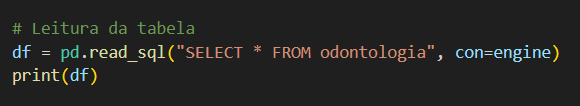 # Leitura da tabela
df = pd.read_sql("SELECT * FROM odontologia", con=engine)
print(df)